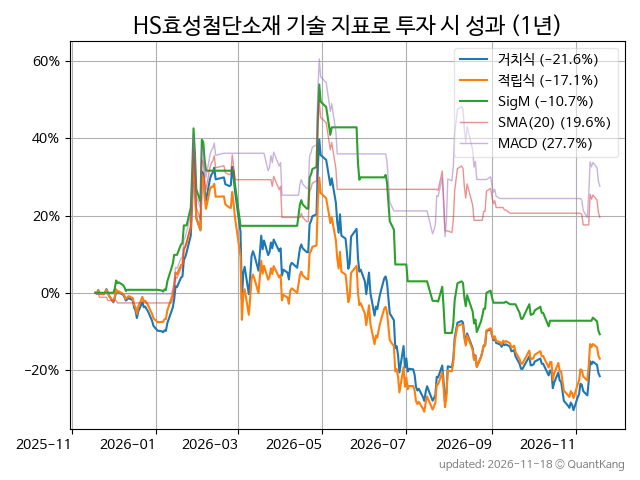 HS효성첨단소재 기술 지표로 투자 시 성과 (1년)
거치식 (−21.6%)
적립식 (−17.1%)
SigM (−10.7%)
SMA(20) (19.6%)
MACD (27.7%)
60%
40%
20%
0%
−20%
2025-11
2026-01
2026-03
2026-05
2026-07
2026-09
2026-11
updated: 2026-11-18 © QuantKang